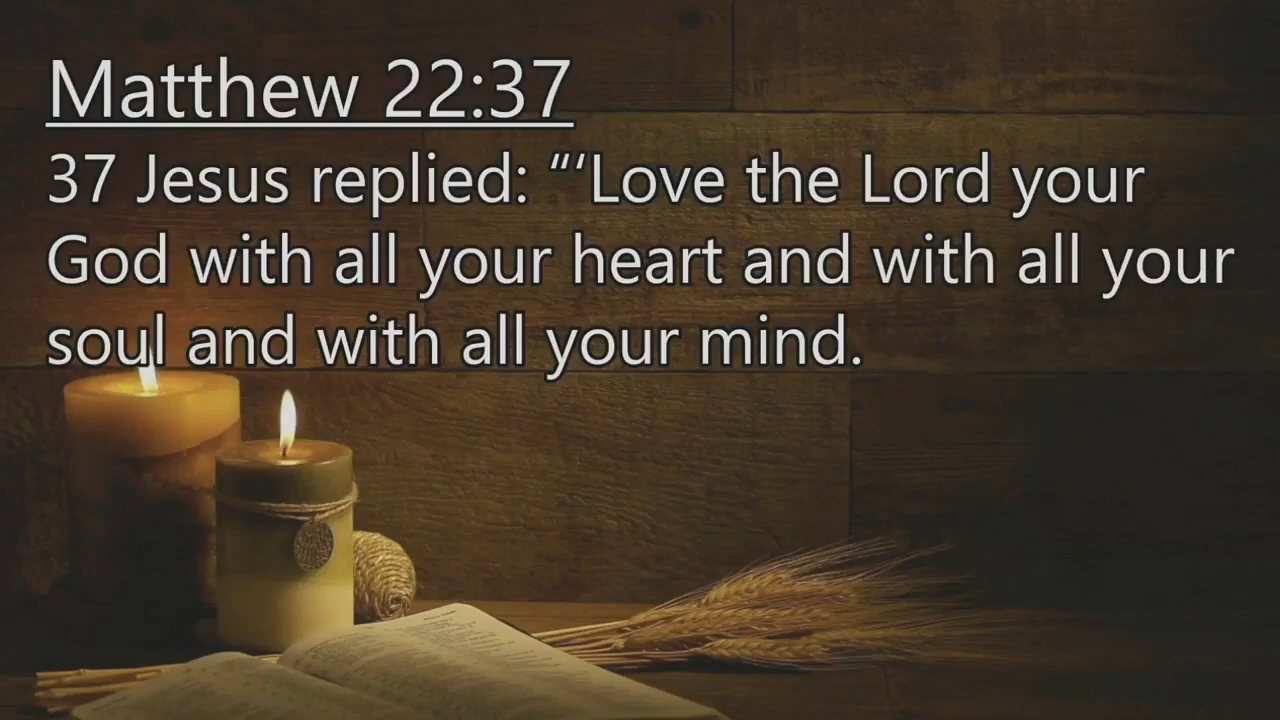 Matthew 22:37
37 Jesus replied: “‘Love the Lord your
God with all your heart and with all your
soul and with all your mind.